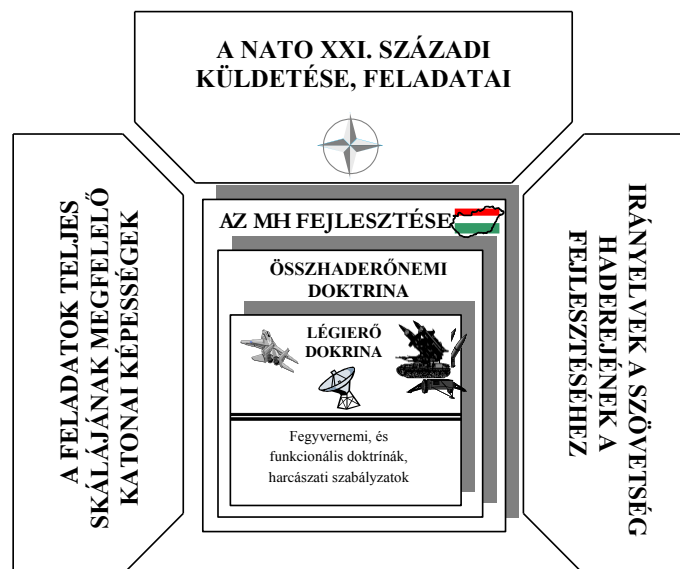 A NATO XXI. SZÁZADI
KÜLDETÉSE, FELADATAI
A FELADATOK TELJES
SKÁLÁJÁNAK MEGFELELŐ
KATONAI KÉPESSÉGEK
AZ MH FEJLESZTÉSE
ÖSSZHADERŐNEMI
DOKTRINA
LÉGIERŐ
DOKRINA
Fegyvernemi, és
funkcionális doktrínák,
harcászati szabályzatok
IRÁNYELVEK A SZÖVETSÉG
HADEREJÉNEK A
FEJLESZTÉSÉHEZ